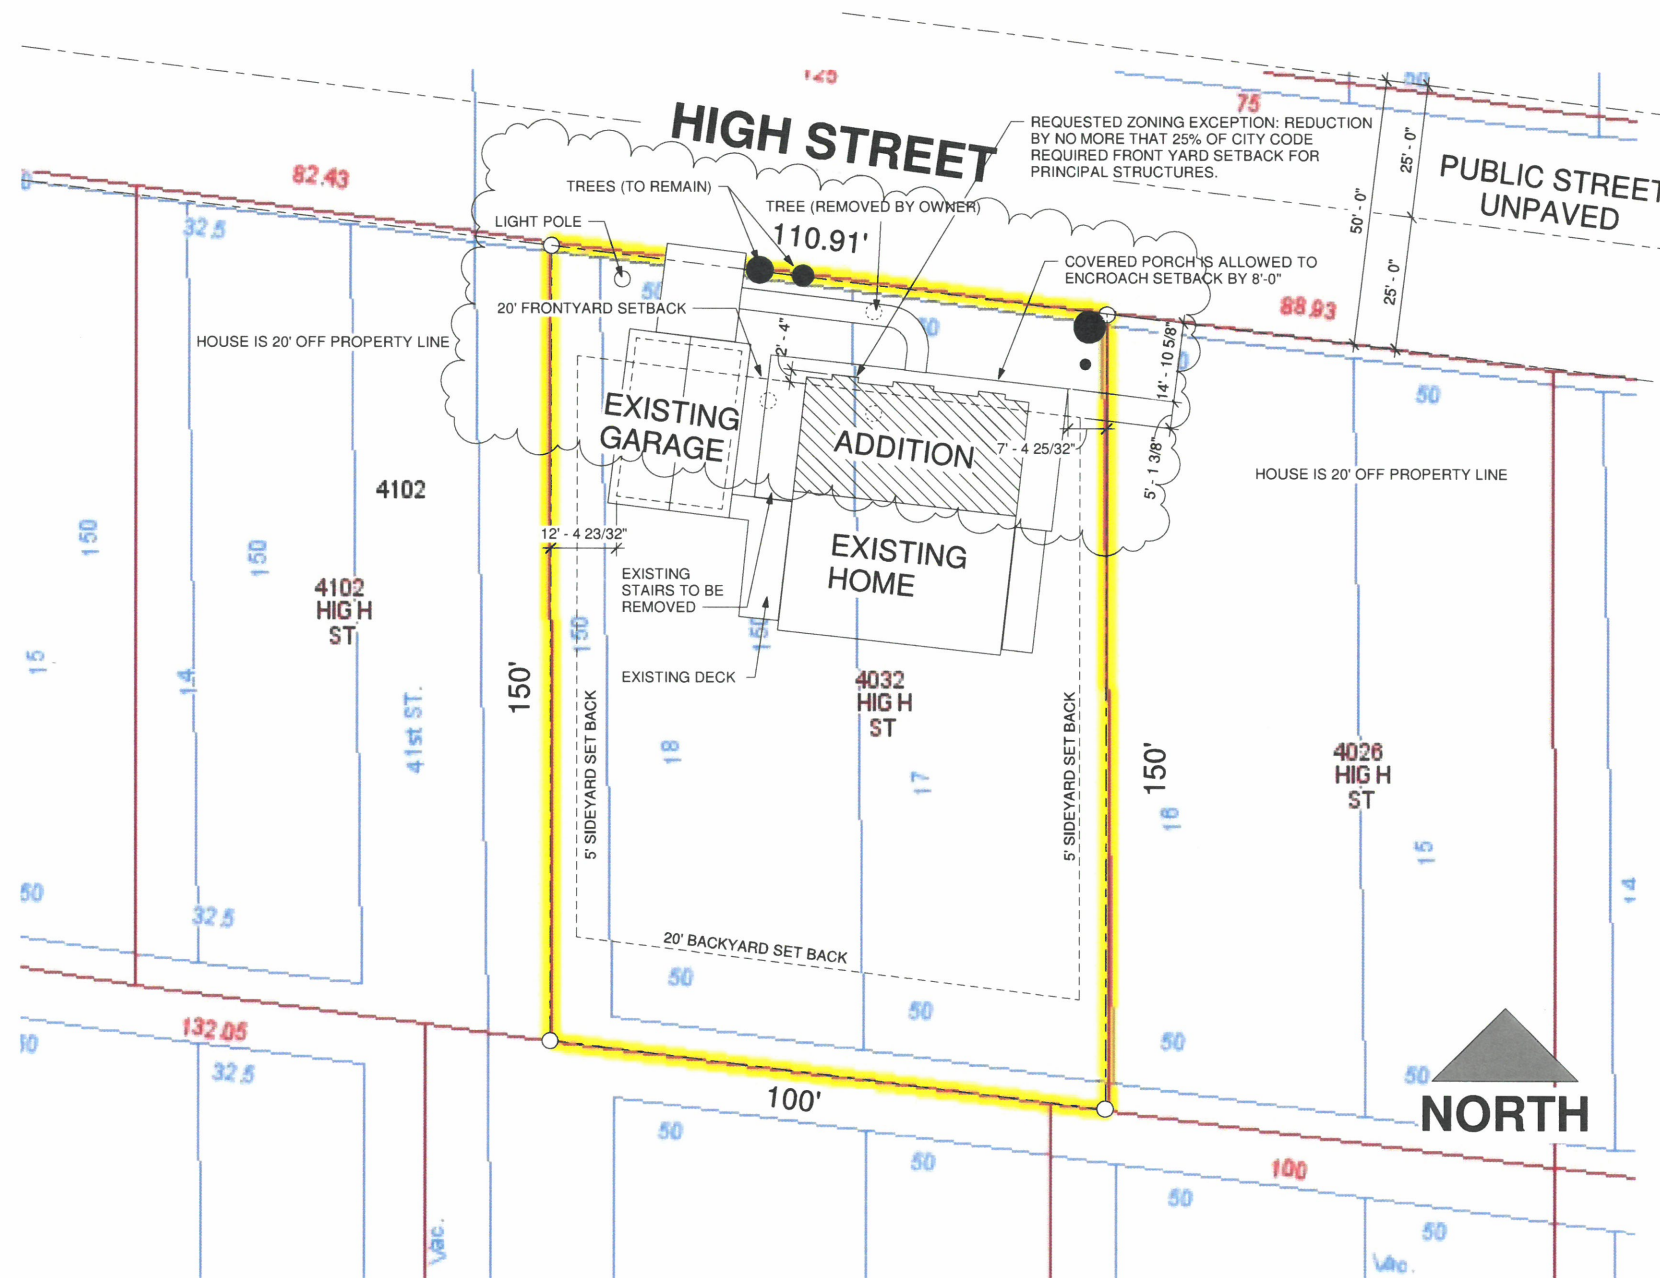 125
HIGH STREET
75
50
REQUESTED ZONING EXCEPTION: REDUCTION
BY NO MORE THAT 25% OF CITY CODE
REQUIRED FRONT YARD SETBACK FOR
PRINCIPAL STRUCTURES.
25' - 0"
50' - 0"
25' - 0"
PUBLIC STREET
UNPAVED
82.43
32.5
TREES (TO REMAIN)
TREE (REMOVED BY OWNER)
LIGHT POLE
110.91'
COVERED PORCH IS ALLOWED TO
ENCROACH SETBACK BY 8'-0"
88.93
50
20' FRONTYARD SETBACK
50
2' - 4"
14' - 10 5/8"
50
HOUSE IS 20' OFF PROPERTY LINE
EXISTING
GARAGE
ADDITION
7' - 4 25/32"
5' - 1 3/8"
HOUSE IS 20' OFF PROPERTY LINE
4102
150
150
12' - 4 23/32"
EXISTING
HOME
EXISTING
STAIRS TO BE
REMOVED
4102
HIGH
ST
150
150
15
14
41st ST.
150'
EXISTING DECK
4032
HIGH
ST
5' SIDEYARD SET BACK
18
17
5' SIDEYARD SET BACK
150'
16
4026
HIGH
ST
15
14
50
32.5
20' BACKYARD SET BACK
50
50
50
50
132.05
50
32.5
100'
NORTH
50
50
100
50
50
Vac.
Vac.